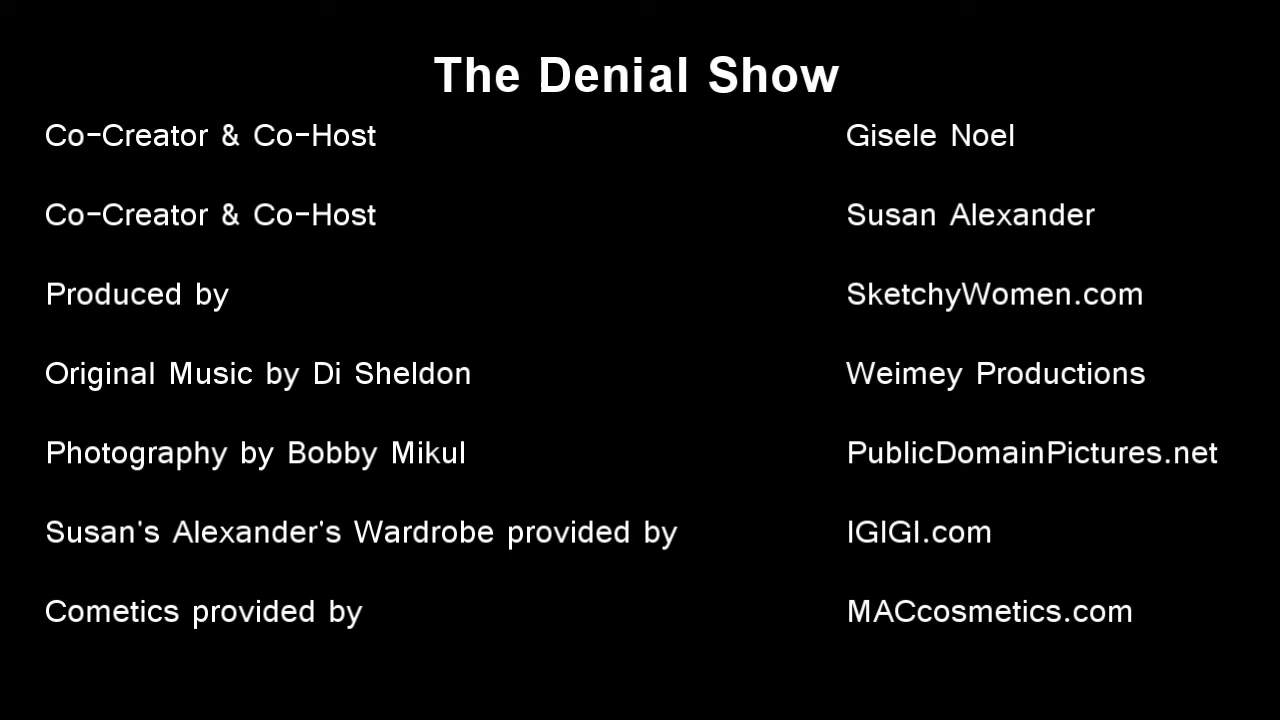 The Denial Show
Co-Creator & Co-Host Gisele Noel
Co-Creator & Co-Host Susan Alexander
Produced by SketchyWomen.com
Original Music by Di Sheldon Weimey Productions
Photography by Bobby Mikul PublicDomainPictures.net
Susan's Alexander's Wardrobe provided by IGIGI.com
Cometics provided by MACcosmetics.com